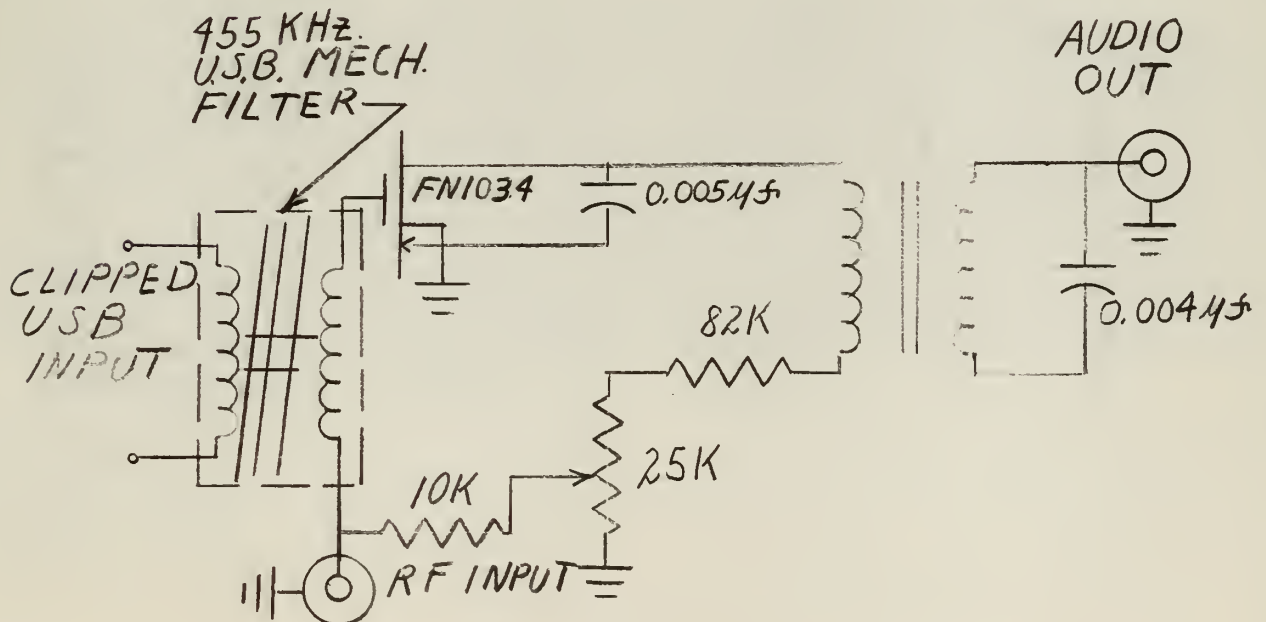 455 KHz.
U.S.B. MECH.
FILTER
AUDIO
OUT
FN1034
0.005μf
CLIPPED
USB
INPUT
82K
0.004μf
25K
10K
RF INPUT